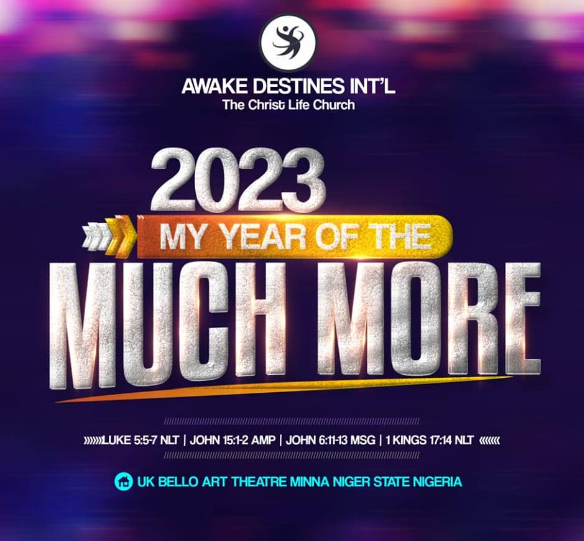 AWAKE DESTINES INT'L
The Christ Life Church
2023
MY YEAR OF THE
MUCH MORE
LUKE 5:5-7 NLT | JOHN 15:1-2 AMP | JOHN 6:11-13 MSG | 1 KINGS 17:14 NLT
UK BELLO ART THEATRE MINNA NIGER STATE NIGERIA